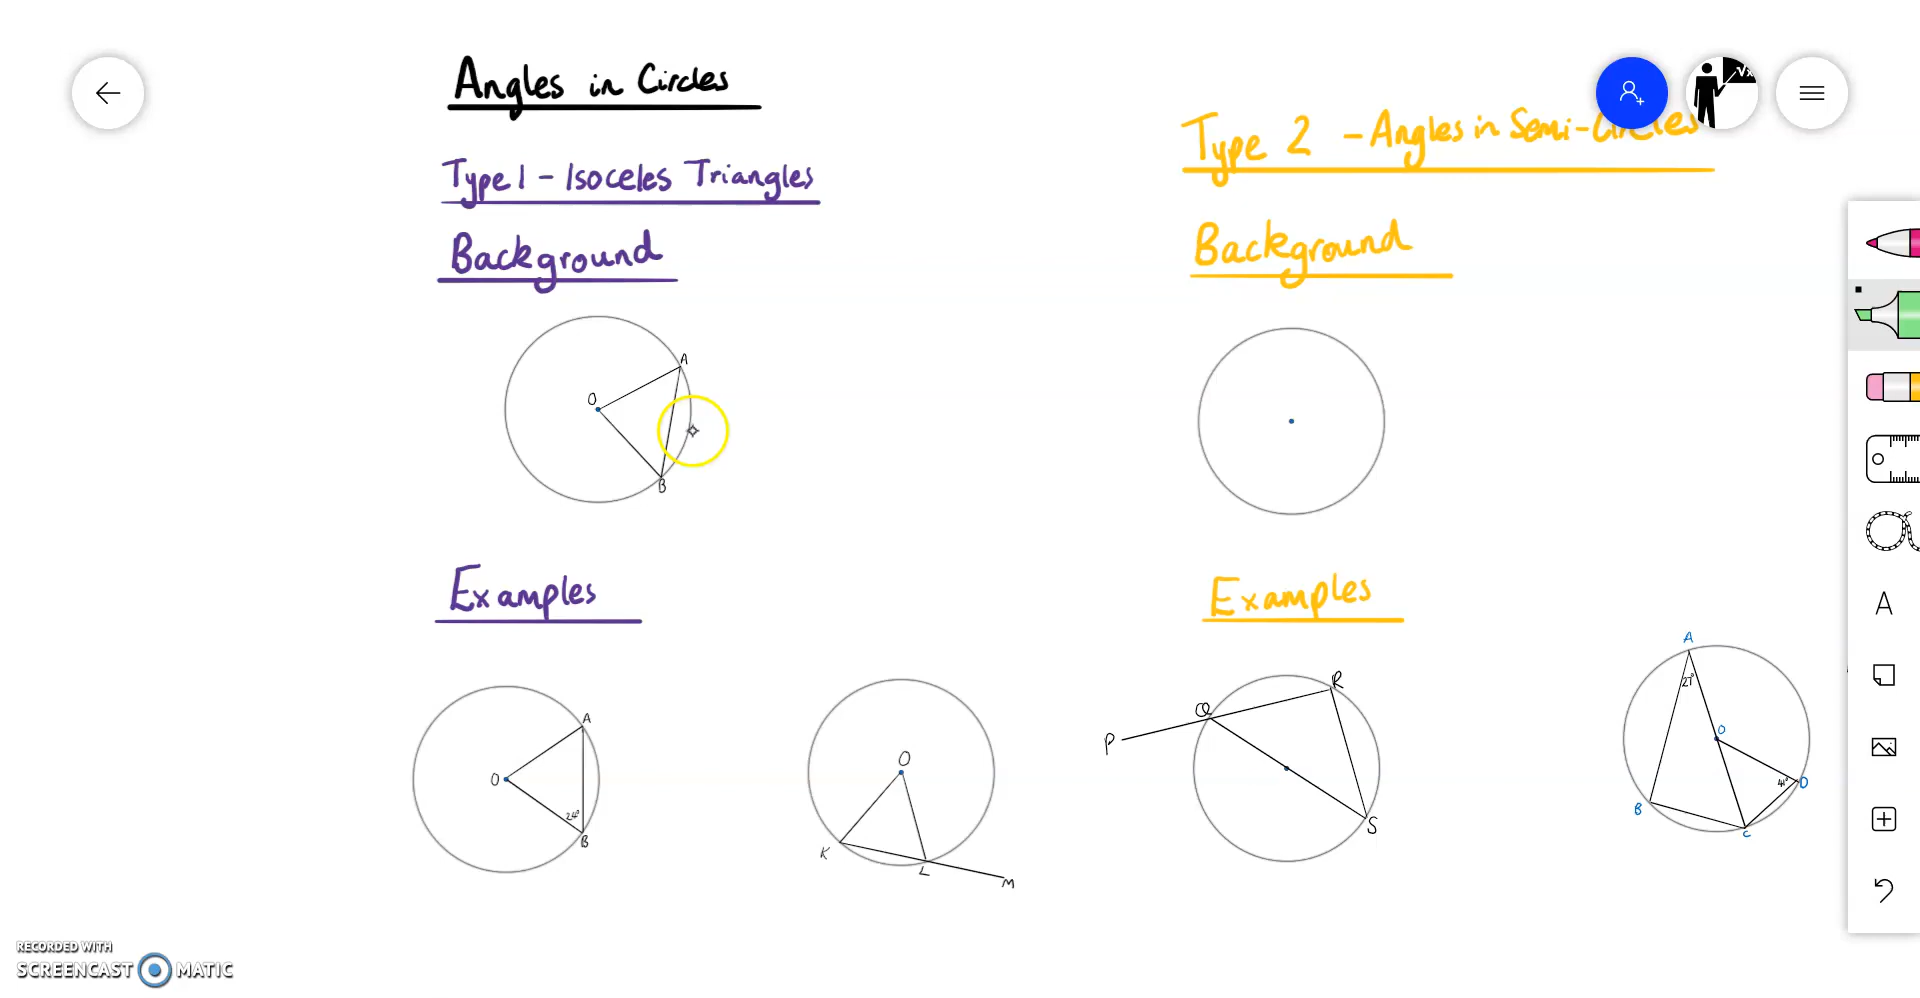 Angles in Circles
Type 1 - Isoceles Triangles
Background
A
O
B
Examples
A
O
24°
B
O
K
L
M
Type 2 - Angles in Semi-Circles
Background
Examples
R
Q
P
S
A
27°
O
D
B
C
√x
A
RECORDED WITH
SCREENCAST MATIC